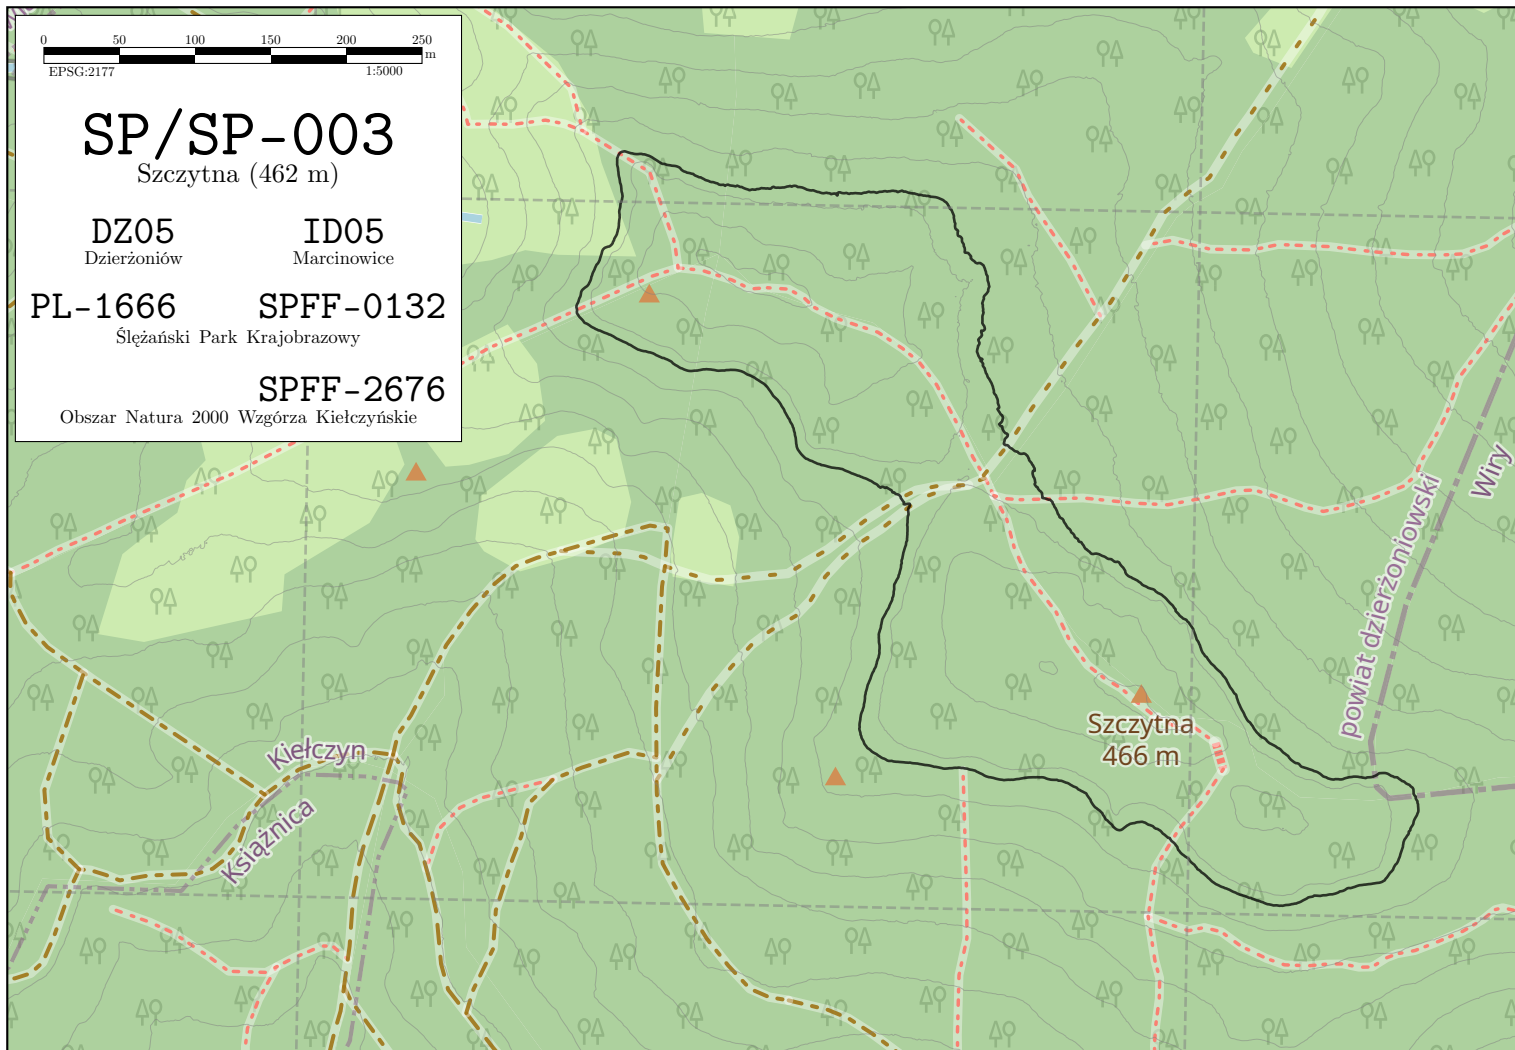 0 50 100 150 200 250
m
EPSG:2177 1:5000
SP/SP-003
Szczytna (462 m)
DZ05 ID05
Dzierżoniów Marcinowice
PL-1666 SPFF-0132
Ślężański Park Krajobrazowy
SPFF-2676
Obszar Natura 2000 Wzgórza Kiełczyńskie
Wiry
powiat dzierżoniowski
Szczytna
466 m
Kiełczyn
Książnica